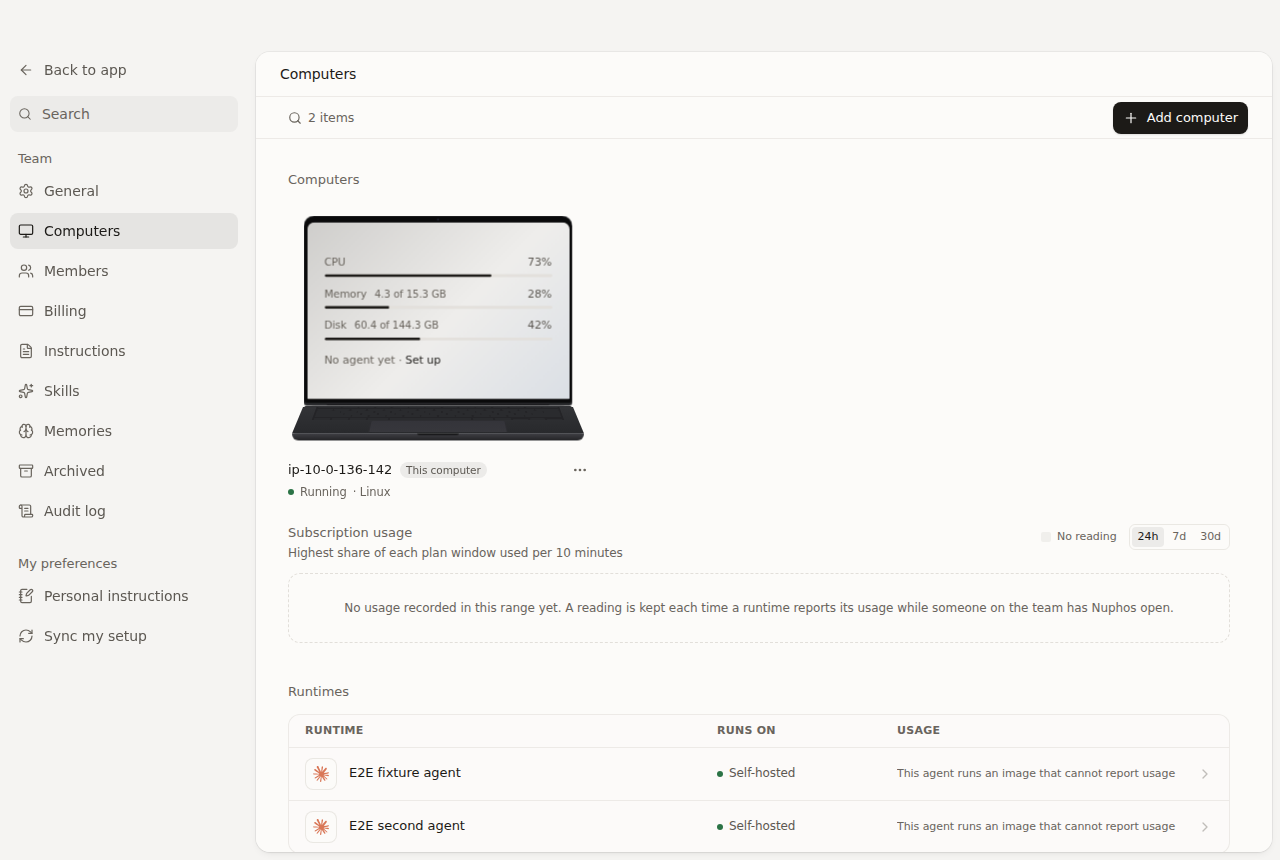 Back to app
Search
Team
General
Computers
Members
Billing
Instructions
Skills
Memories
Archived
Audit log
My preferences
Personal instructions
Sync my setup
Computers
2 items
Add computer
Computers
CPU 73%
Memory 4.3 of 15.3 GB 28%
Disk 60.4 of 144.3 GB 42%
No agent yet · Set up
ip-10-0-136-142 This computer
Running · Linux
Subscription usage
Highest share of each plan window used per 10 minutes
No reading 24h 7d 30d
No usage recorded in this range yet. A reading is kept each time a runtime reports its usage while someone on the team has Nuphos open.
Runtimes
RUNTIME RUNS ON USAGE
E2E fixture agent Self-hosted This agent runs an image that cannot report usage
E2E second agent Self-hosted This agent runs an image that cannot report usage